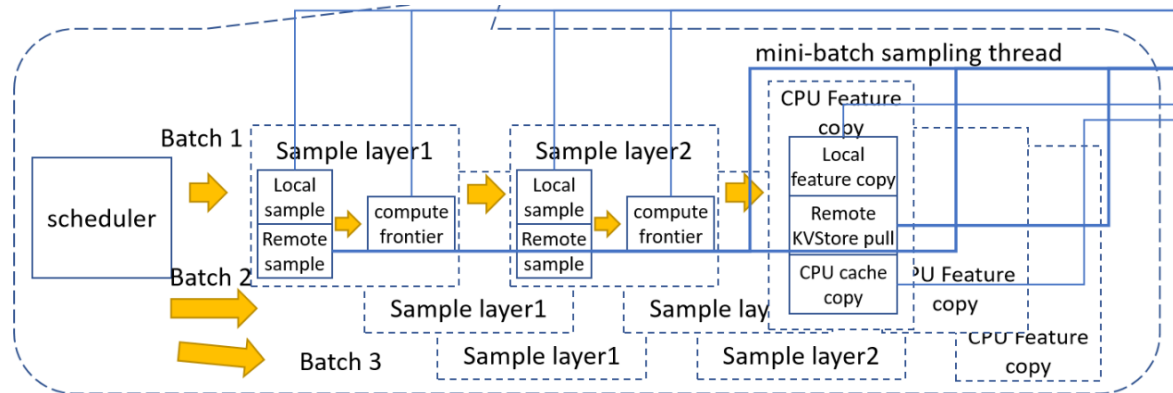 mini-batch sampling thread
CPU Feature
copy
Batch 1
Sample layer1
Sample layer2
Local
sample
Remote
sample
compute
frontier
Local
sample
Remote
sample
compute
frontier
Local
feature copy
Remote
KVStore pull
CPU cache
copy
scheduler
Batch 2
Sample layer1
Sample lay
PU Feature
copy
Batch 3
Sample layer1
Sample layer2
CPU Feature
copy